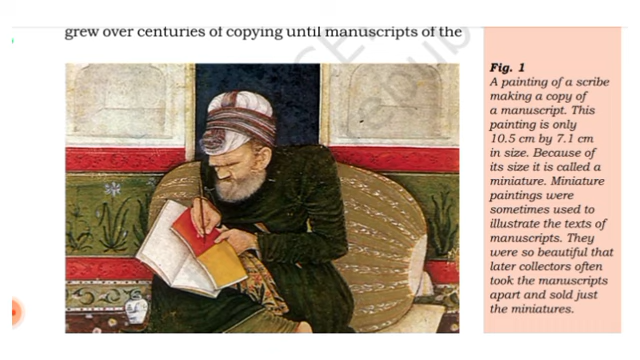 grew over centuries of copying until manuscripts of the
Fig. 1
A painting of a scribe
making a copy of
a manuscript. This
painting is only
10.5 cm by 7.1 cm
in size. Because of
its size it is called a
miniature. Miniature
paintings were
sometimes used to
illustrate the texts of
manuscripts. They
were so beautiful that
later collectors often
took the manuscripts
apart and sold just
the miniatures.